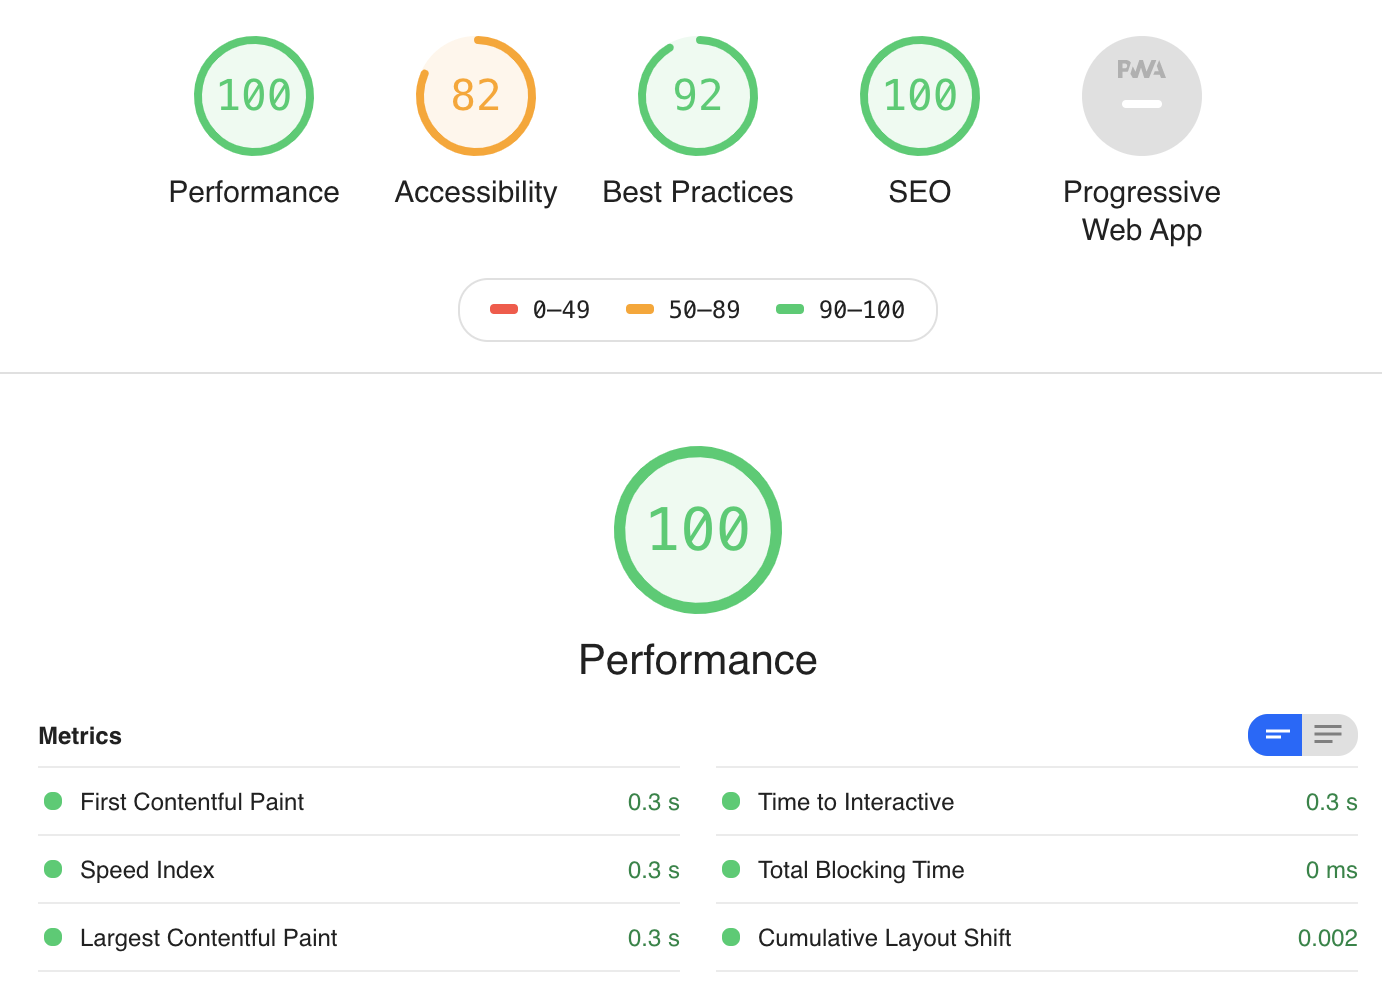 100
82
92
100
PWA
Performance
Accessibility
Best Practices
SEO
Progressive
Web App
0–49
50–89
90–100
100
Performance
Metrics
First Contentful Paint 0.3 s
Time to Interactive 0.3 s
Speed Index 0.3 s
Total Blocking Time 0 ms
Largest Contentful Paint 0.3 s
Cumulative Layout Shift 0.002